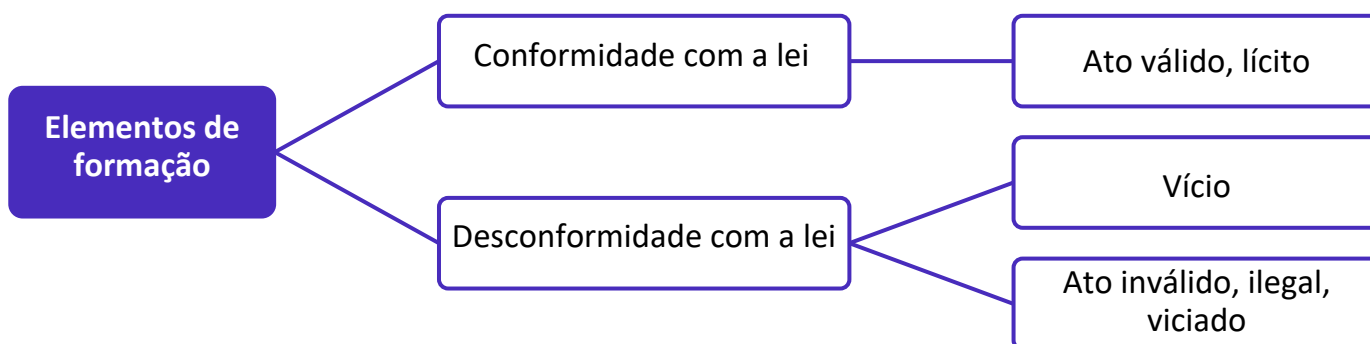 Elementos de
formação
Conformidade com a lei
Ato válido, lícito
Desconformidade com a lei
Vício
Ato inválido, ilegal,
viciado